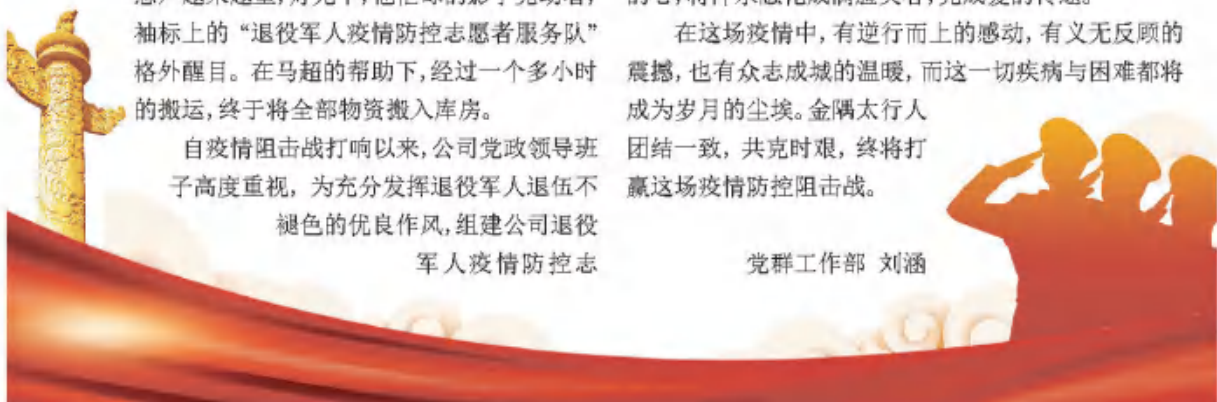 袖标上的“退役军人疫情防控志愿者服务队”
格外醒目。在马超的帮助下,经过一个多小时
的搬运,终于将全部物资搬入库房。
自疫情阻击战打响以来,公司党政领导班
子高度重视，为充分发挥退役军人退伍不
褪色的优良作风,组建公司退役
军人疫情防控志
在这场疫情中,有逆行而上的感动,有义无反顾的
震撼,也有众志成城的温暖,而这一切疾病与困难都将
成为岁月的尘埃。金隅太行人
团结一致，共克时艰，终将打
赢这场疫情防控阻击战。
党群工作部 刘涵